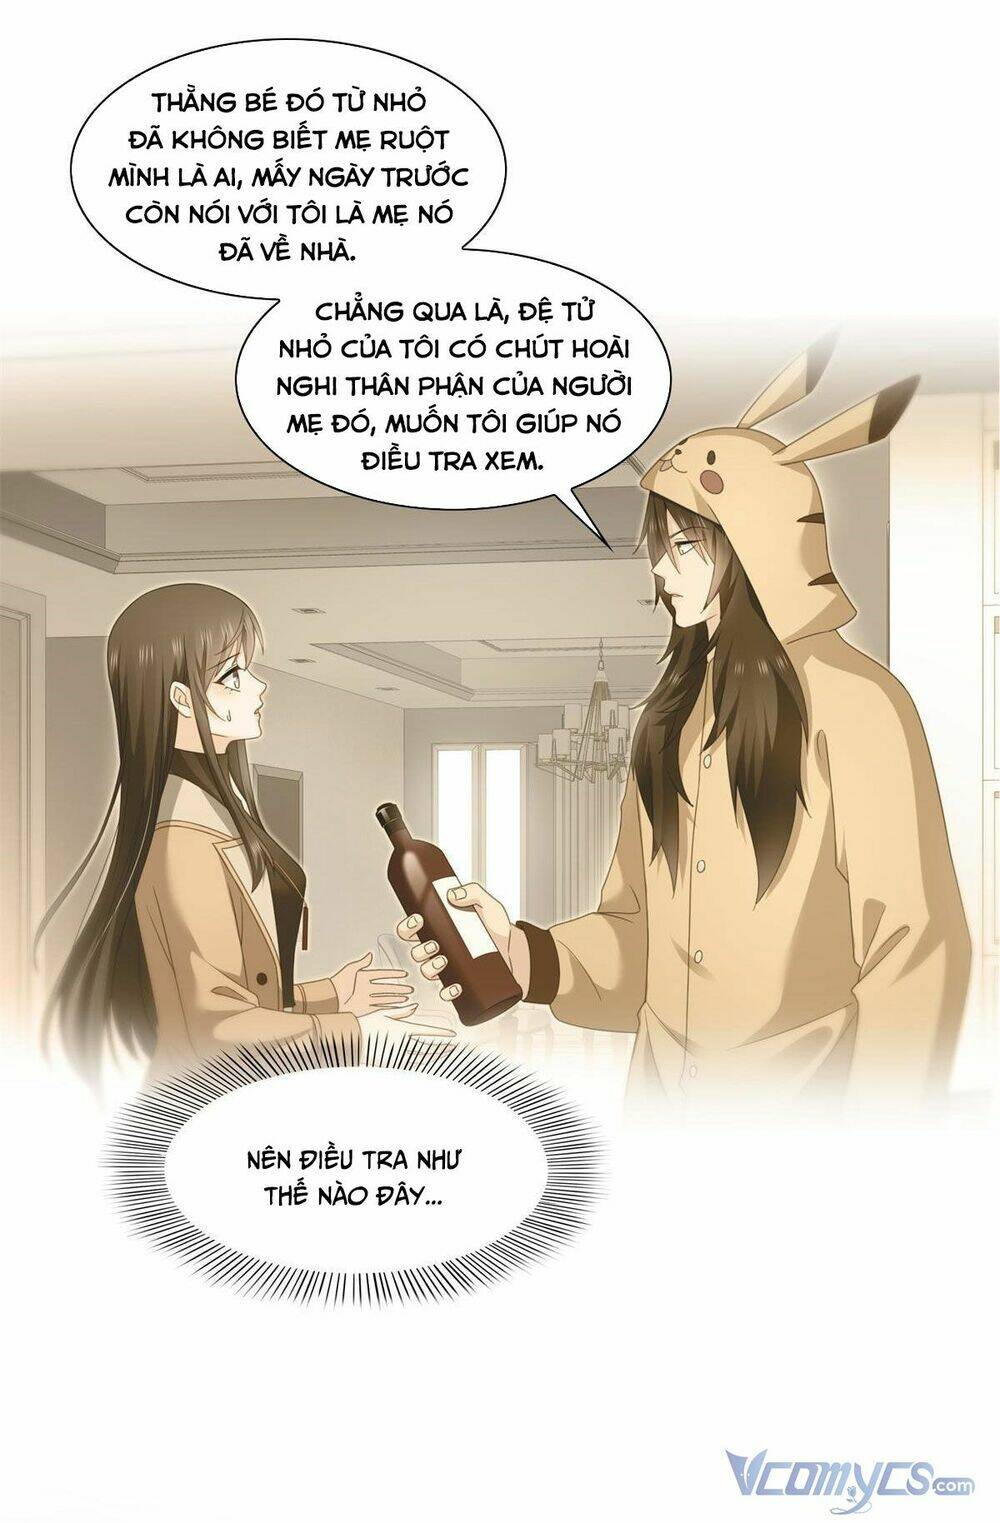 THẰNG BÉ ĐÓ TỪ NHỎ
ĐÃ KHÔNG BIẾT MẸ RUỘT
MÌNH LÀ AI, MẤY NGÀY TRƯỚC
CÒN NÓI VỚI TÔI LÀ MẸ NÓ
ĐÃ VỀ NHÀ.
CHẲNG QUA LÀ, ĐỆ TỬ
NHỎ CỦA TÔI CÓ CHÚT HOÀI
NGHI THÂN PHẬN CỦA NGƯỜI
MẸ ĐÓ, MUỐN TÔI GIÚP NÓ
ĐIỀU TRA XEM.
NÊN ĐIỀU TRA NHƯ
THẾ NÀO ĐÂY...
VCOMYCS.com